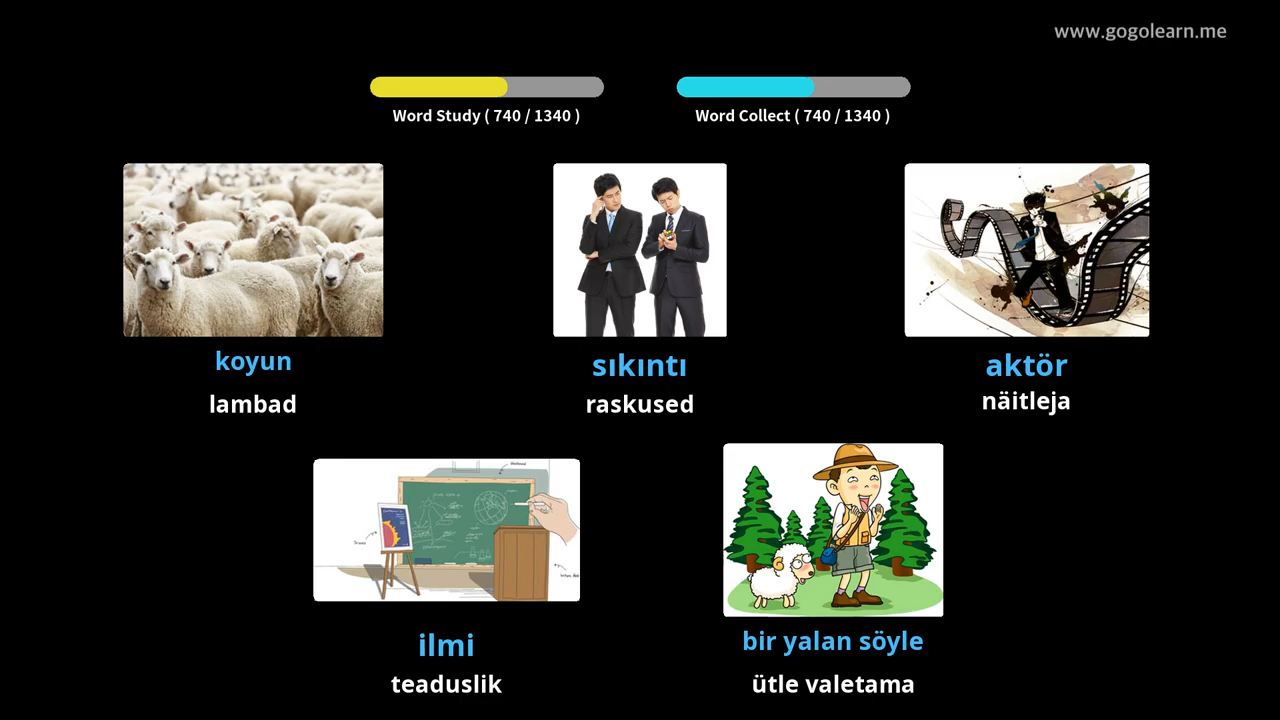 www.gogolearn.me
Word Study ( 740 / 1340 )
Word Collect ( 740 / 1340 )
koyun
lambad
sıkıntı
raskused
aktör
näitleja
ilmi
teaduslik
bir yalan söyle
ütle valetama